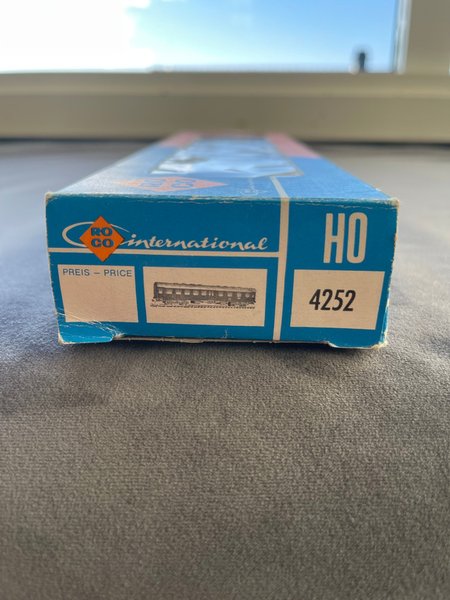 ROCO
international
HO
PREIS – PRICE
4252